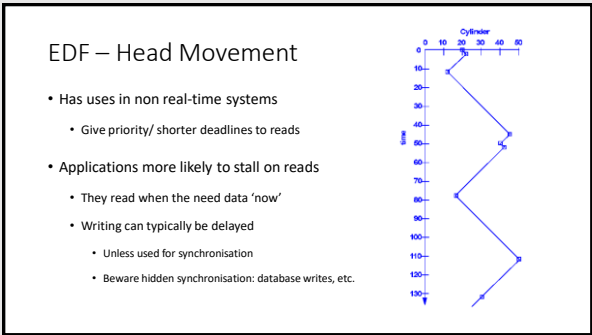 EDF – Head Movement
• Has uses in non real-time systems
• Give priority/ shorter deadlines to reads
• Applications more likely to stall on reads
• They read when the need data ‘now’
• Writing can typically be delayed
• Unless used for synchronisation
• Beware hidden synchronisation: database writes, etc.
Cylinder
0 10 20 30 40 50
0
10
20
30
40
50
60
70
80
90
100
110
120
130
time